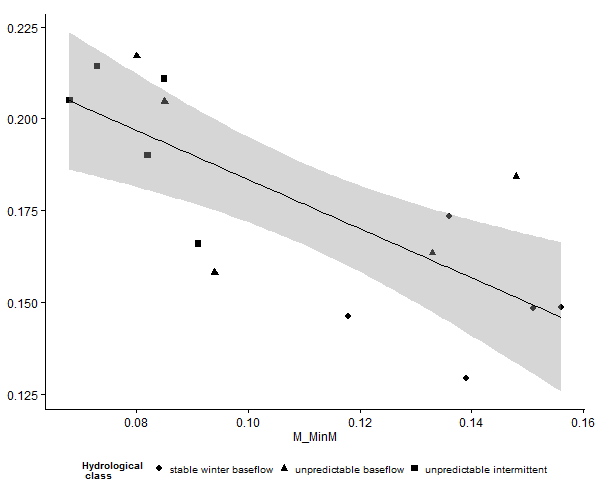 0.225
0.200
0.175
0.150
0.125
0.08 0.10 0.12 0.14 0.16
M_MinM
Hydrological
class
stable winter baseflow unpredictable baseflow unpredictable intermittent